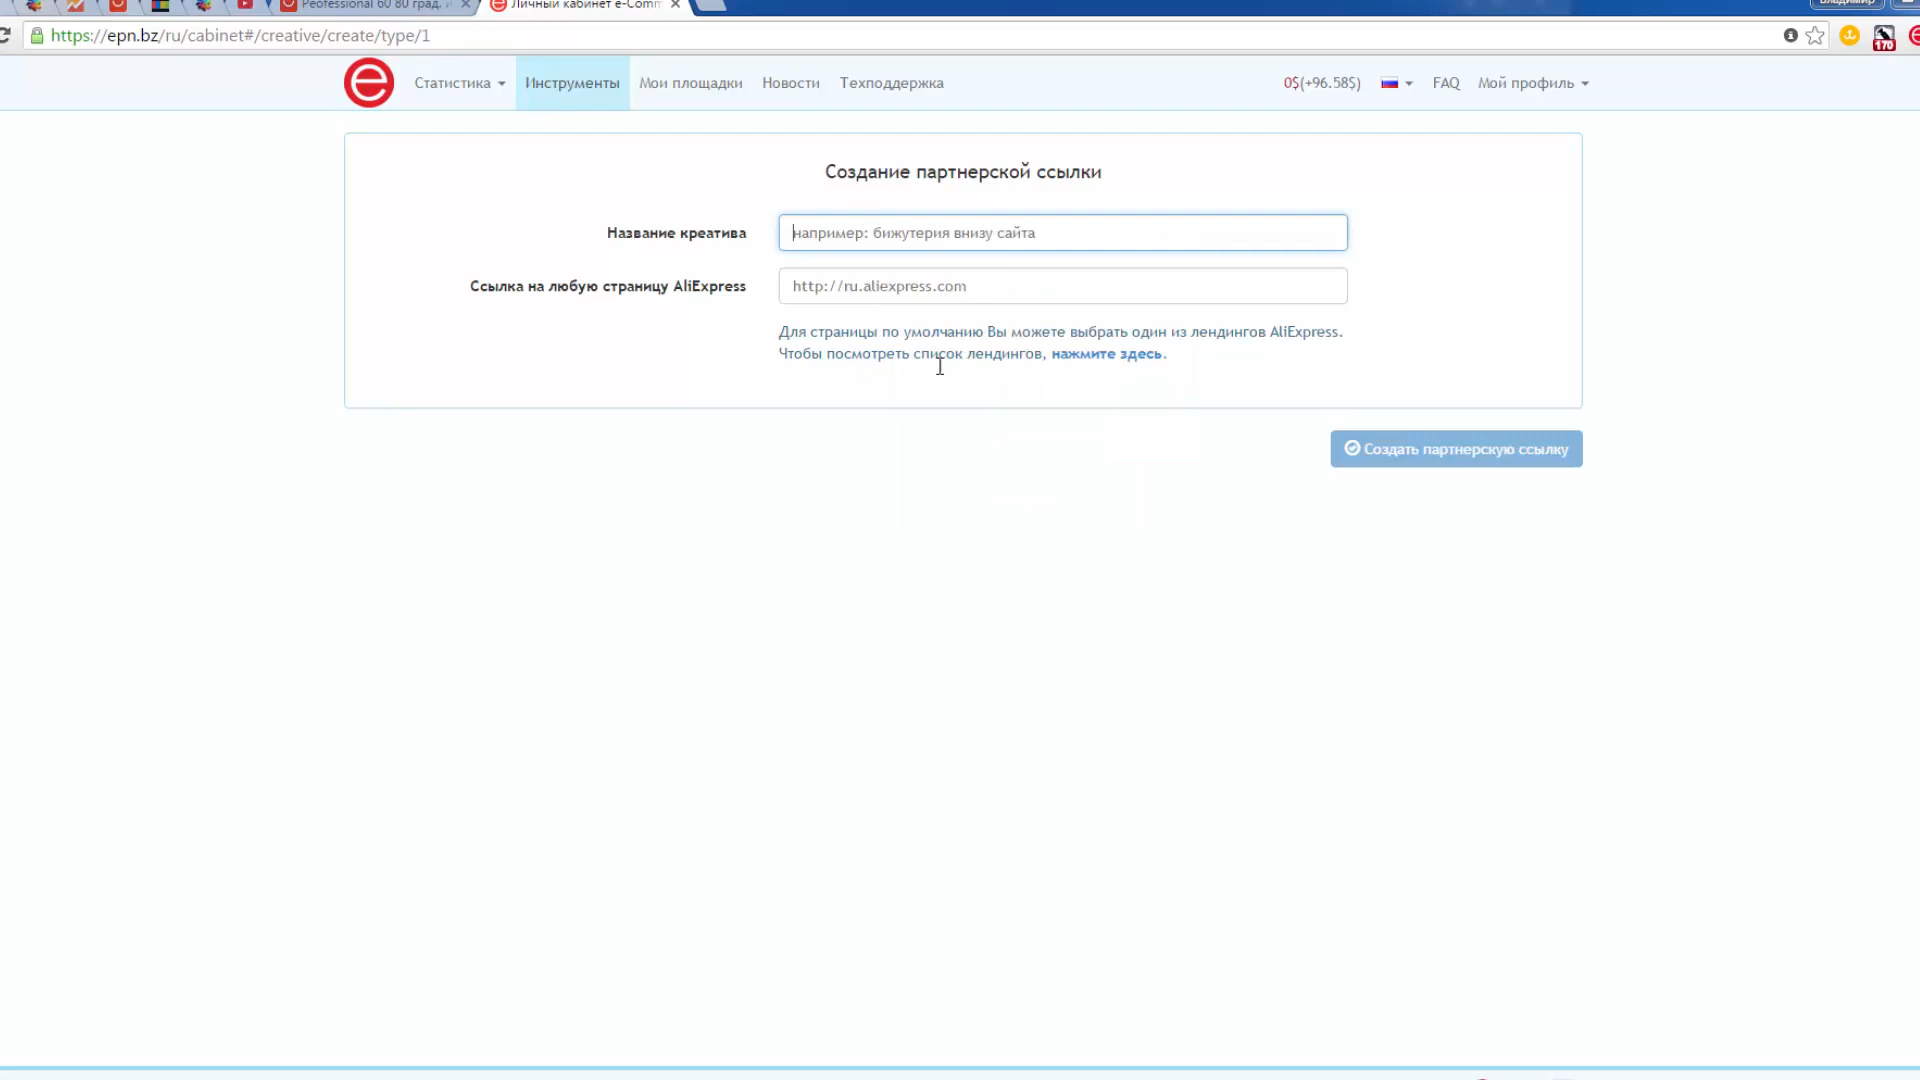 Professional 60 80 град.
Личный кабинет e-Com
Владимир
https://epn.bz/ru/cabinet#/creative/create/type/1
170
Статистика Инструменты Мои площадки Новости Техподдержка 0$(+96.58$) FAQ Мой профиль
Создание партнерской ссылки
Название креатива например: бижутерия внизу сайта
Ссылка на любую страницу AliExpress http://ru.aliexpress.com
Для страницы по умолчанию Вы можете выбрать один из лендингов AliExpress.
Чтобы посмотреть список лендингов, нажмите здесь.
Создать партнерскую ссылку